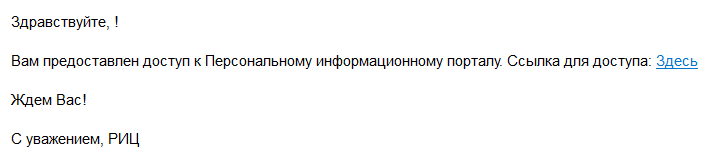 Здравствуйте, !
Вам предоставлен доступ к Персональному информационному порталу. Ссылка для доступа: Здесь
Ждем Вас!
С уважением, РИЦ